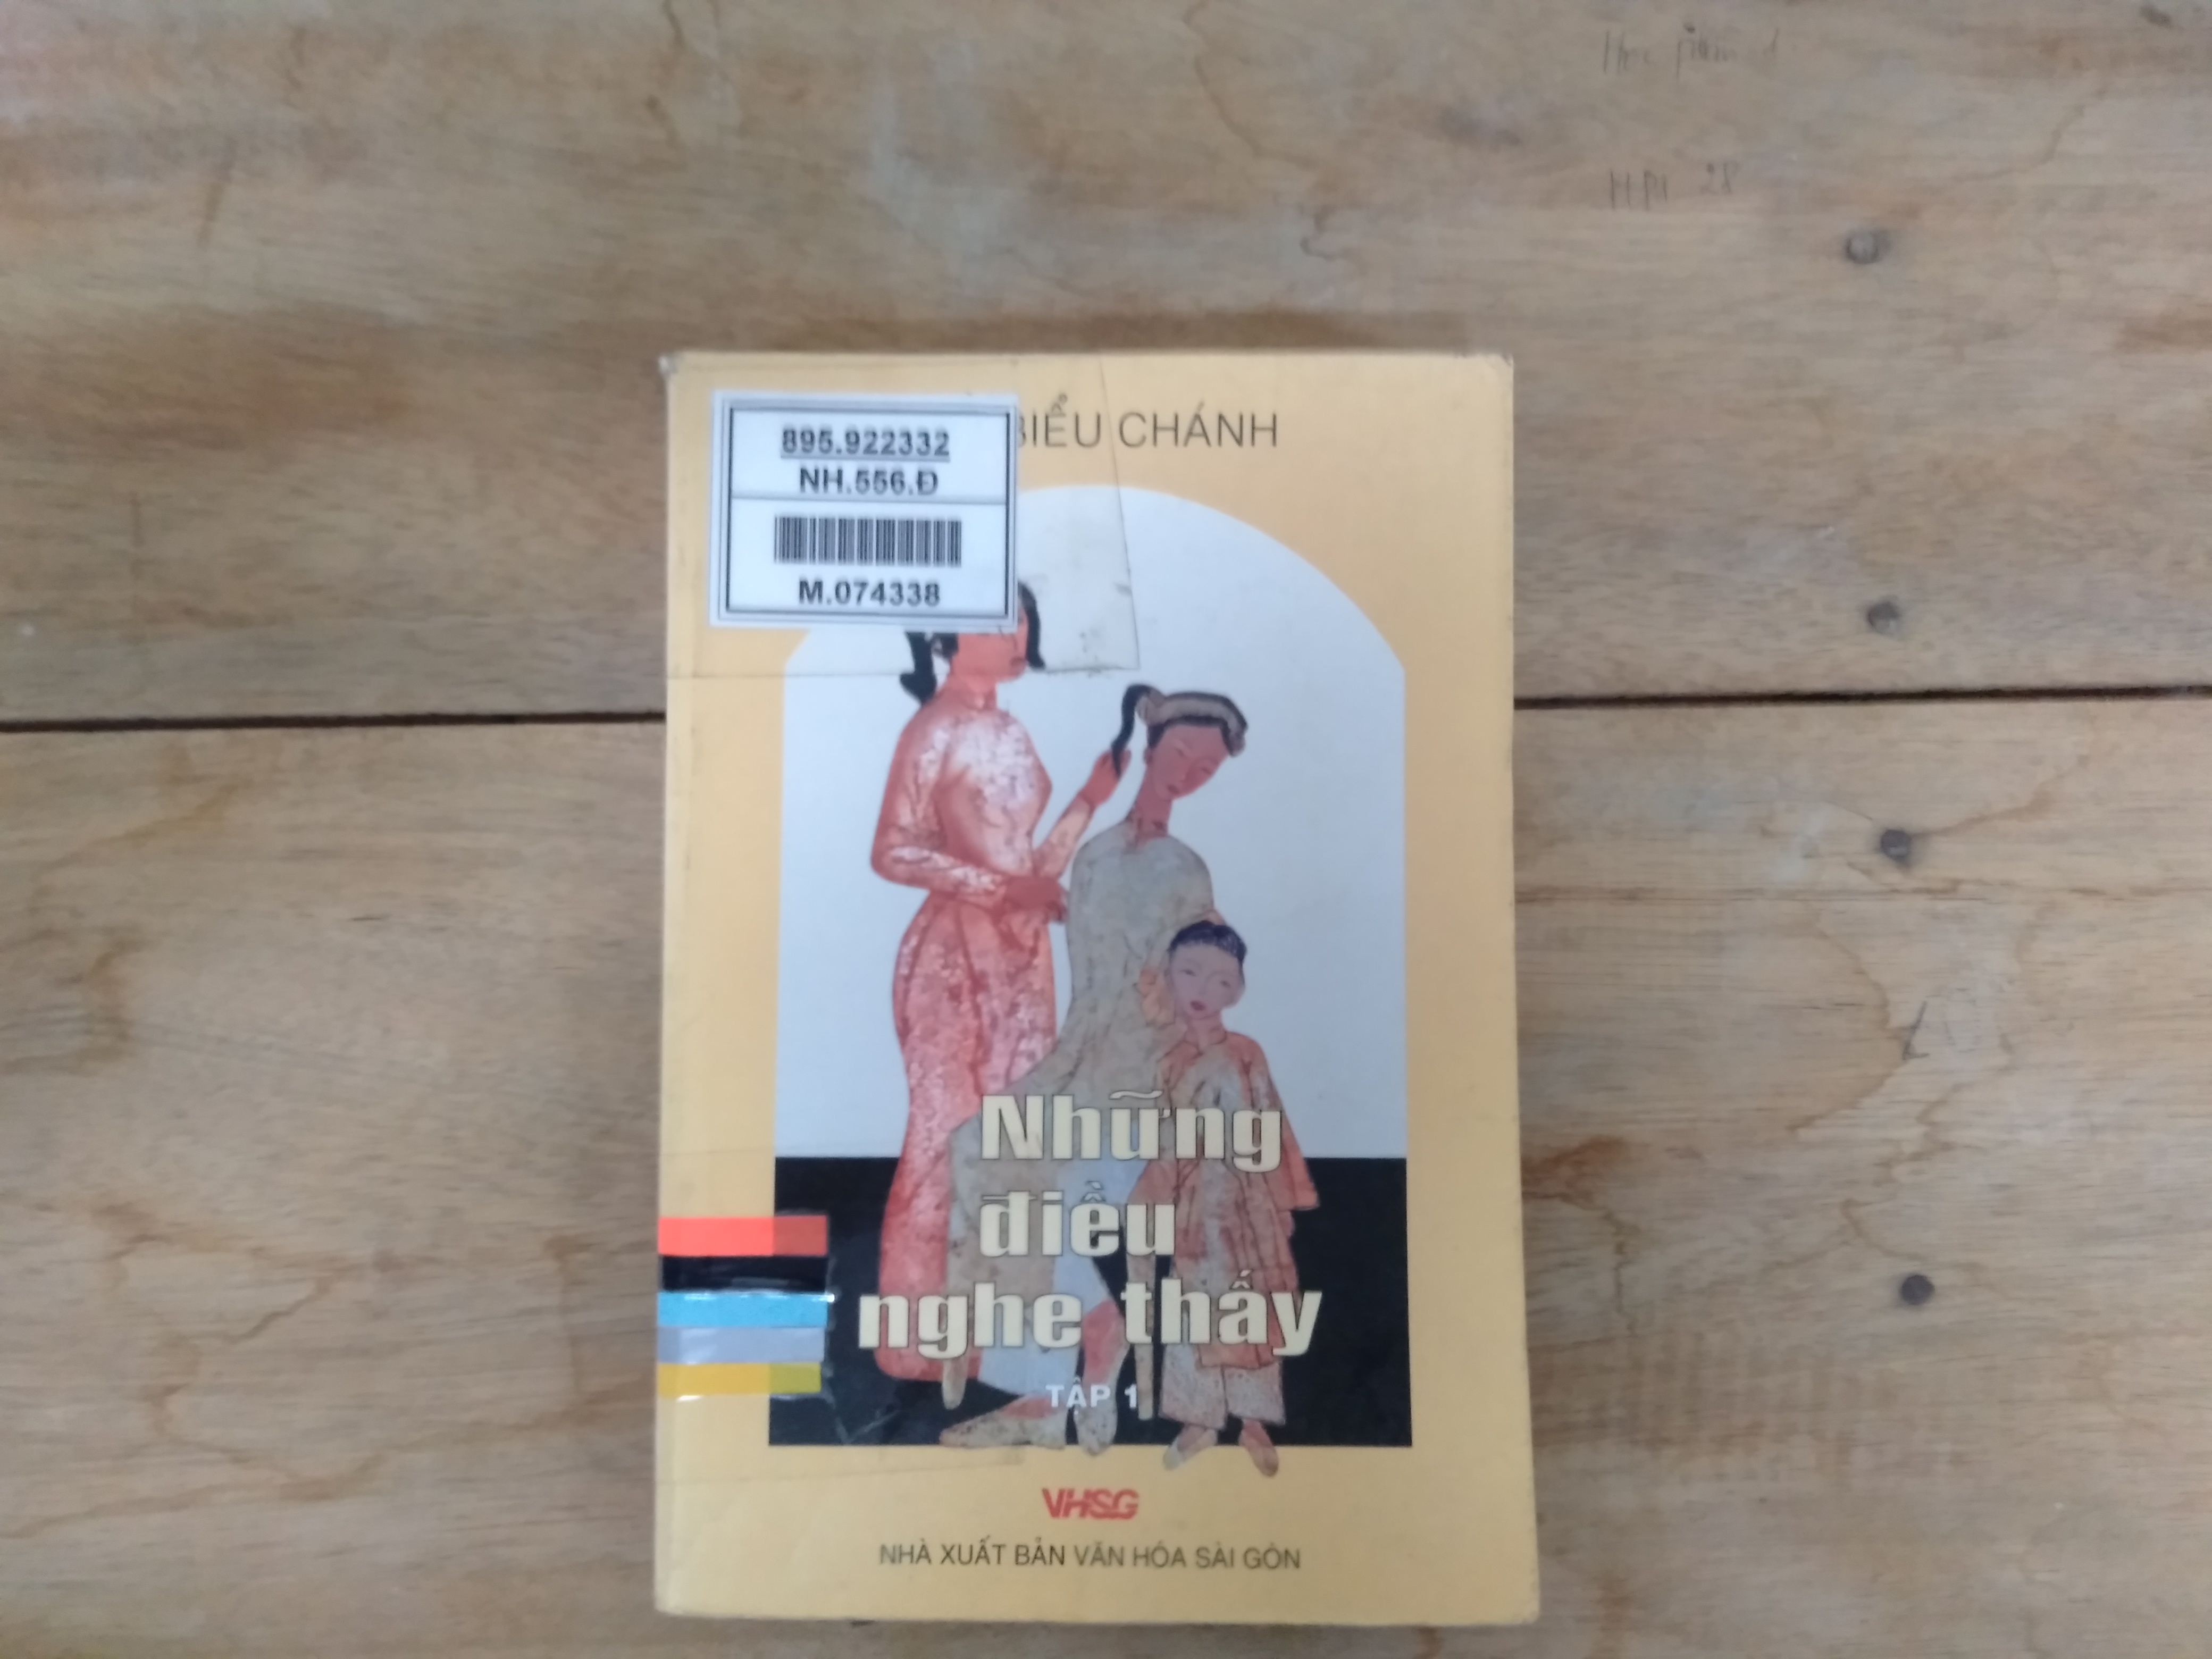 895.922332
NH.556.Đ
M.074338
BIỂU CHÁNH
Những
điều
nghe thấy
TẬP 1
VHSG
NHÀ XUẤT BẢN VĂN HÓA SÀI GÒN